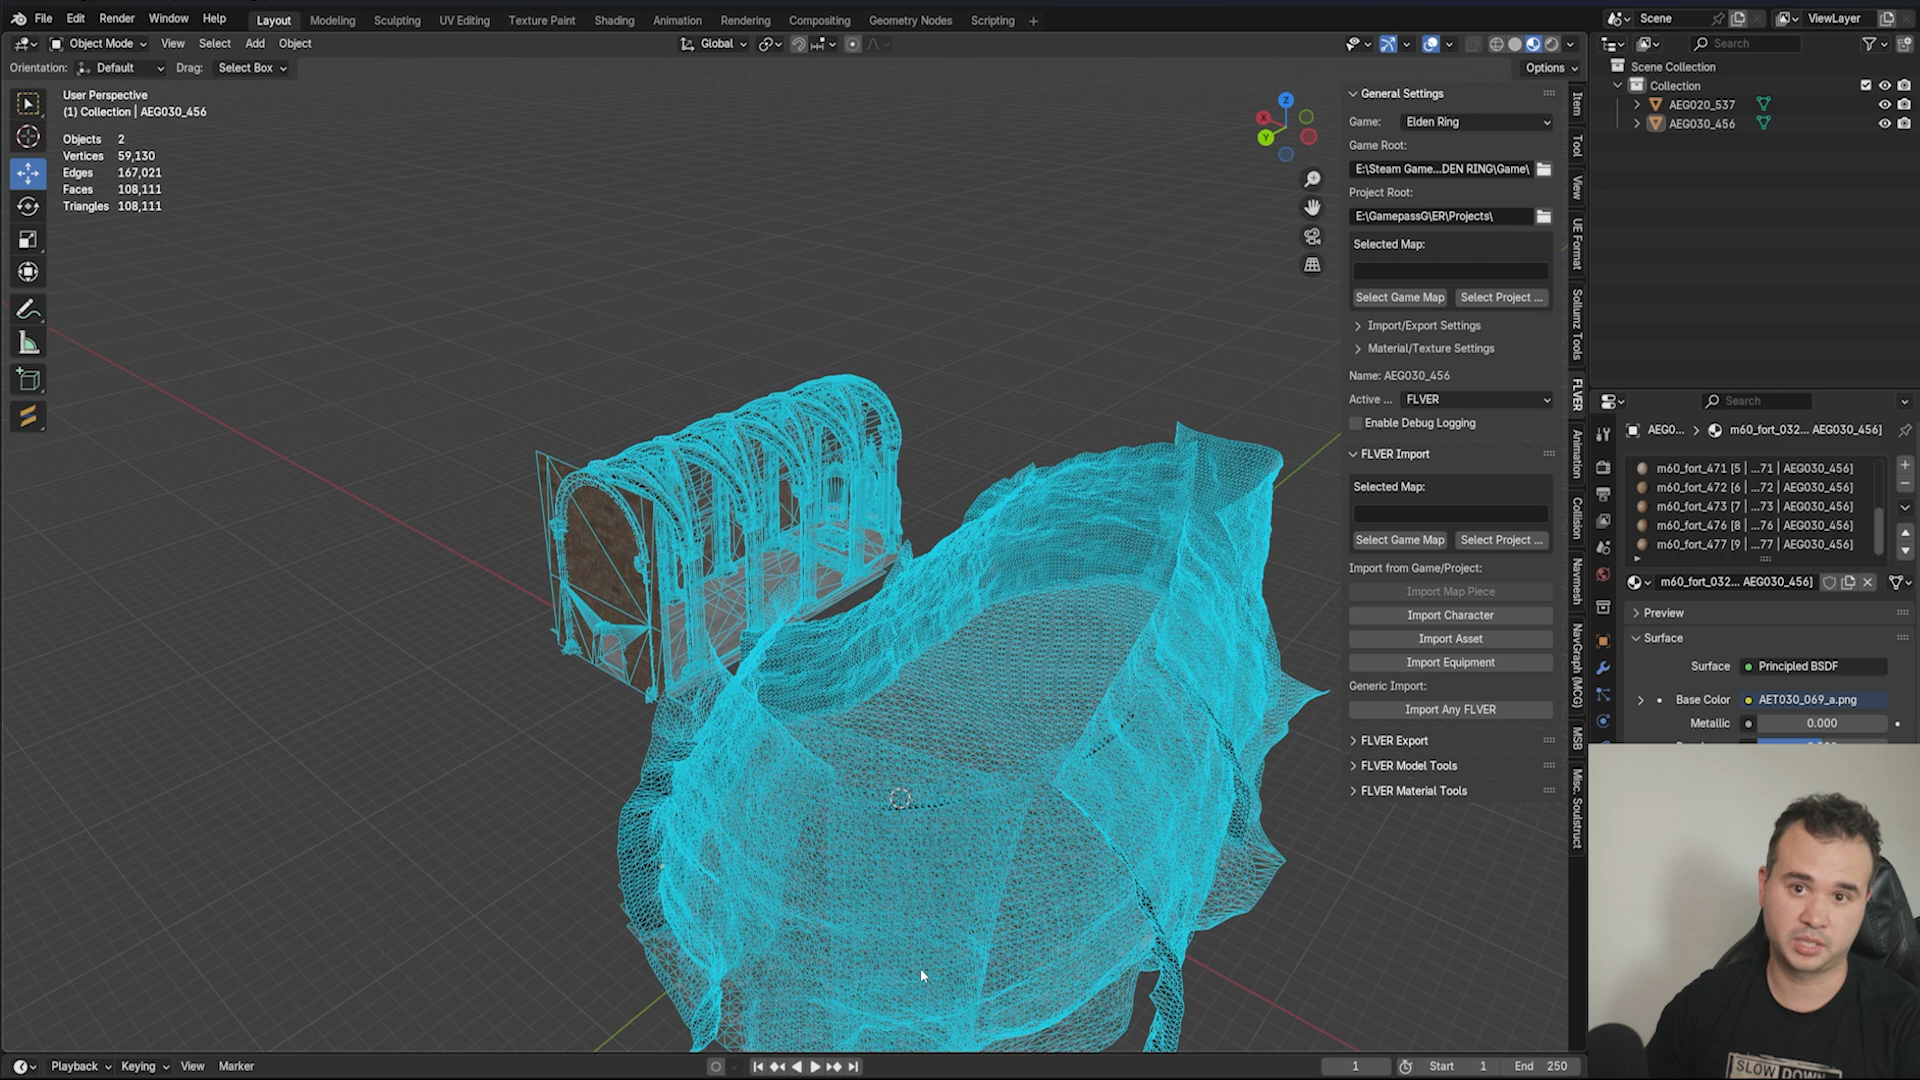 File Edit Render Window Help
Layout Modeling Sculpting UV Editing Texture Paint Shading Animation Rendering Compositing Geometry Nodes Scripting +
Scene ViewLayer
Object Mode View Select Add Object
Global
Search
Orientation: Default Drag: Select Box
Options
User Perspective
(1) Collection | AEG030_456
Objects 2
Vertices 59,130
Edges 167,021
Faces 108,111
Triangles 108,111
Z
X
Y
General Settings
Game: Elden Ring
Game Root:
E:\Steam Game...DEN RING\Game\
Project Root:
E:\GamepassG\ER\Projects\
Selected Map:
Select Game Map Select Project ...
Import/Export Settings
Material/Texture Settings
Name: AEG030_456
Active ... FLVER
Enable Debug Logging
FLVER Import
Selected Map:
Select Game Map Select Project ...
Import from Game/Project:
Import Map Piece
Import Character
Import Asset
Import Equipment
Generic Import:
Import Any FLVER
FLVER Export
FLVER Model Tools
FLVER Material Tools
Item
Tool
View
UE Format
Sollumz Tools
FLVER
Animation
Collision
Navmesh
NavGraph (MCG)
MSB
Misc. Soulstruct
Scene Collection
Collection
AEG020_537
AEG030_456
Search
AEG0... m60_fort_032... AEG030_456]
m60_fort_471 [5 | ...71 | AEG030_456]
m60_fort_472 [6 | ...72 | AEG030_456]
m60_fort_473 [7 | ...73 | AEG030_456]
m60_fort_476 [8 | ...76 | AEG030_456]
m60_fort_477 [9 | ...77 | AEG030_456]
m60_fort_032... AEG030_456]
Preview
Surface
Surface Principled BSDF
Base Color AET030_069_a.png
Metallic 0.000
SLOW DOWN
Playback Keying View Marker
1 Start 1 End 250